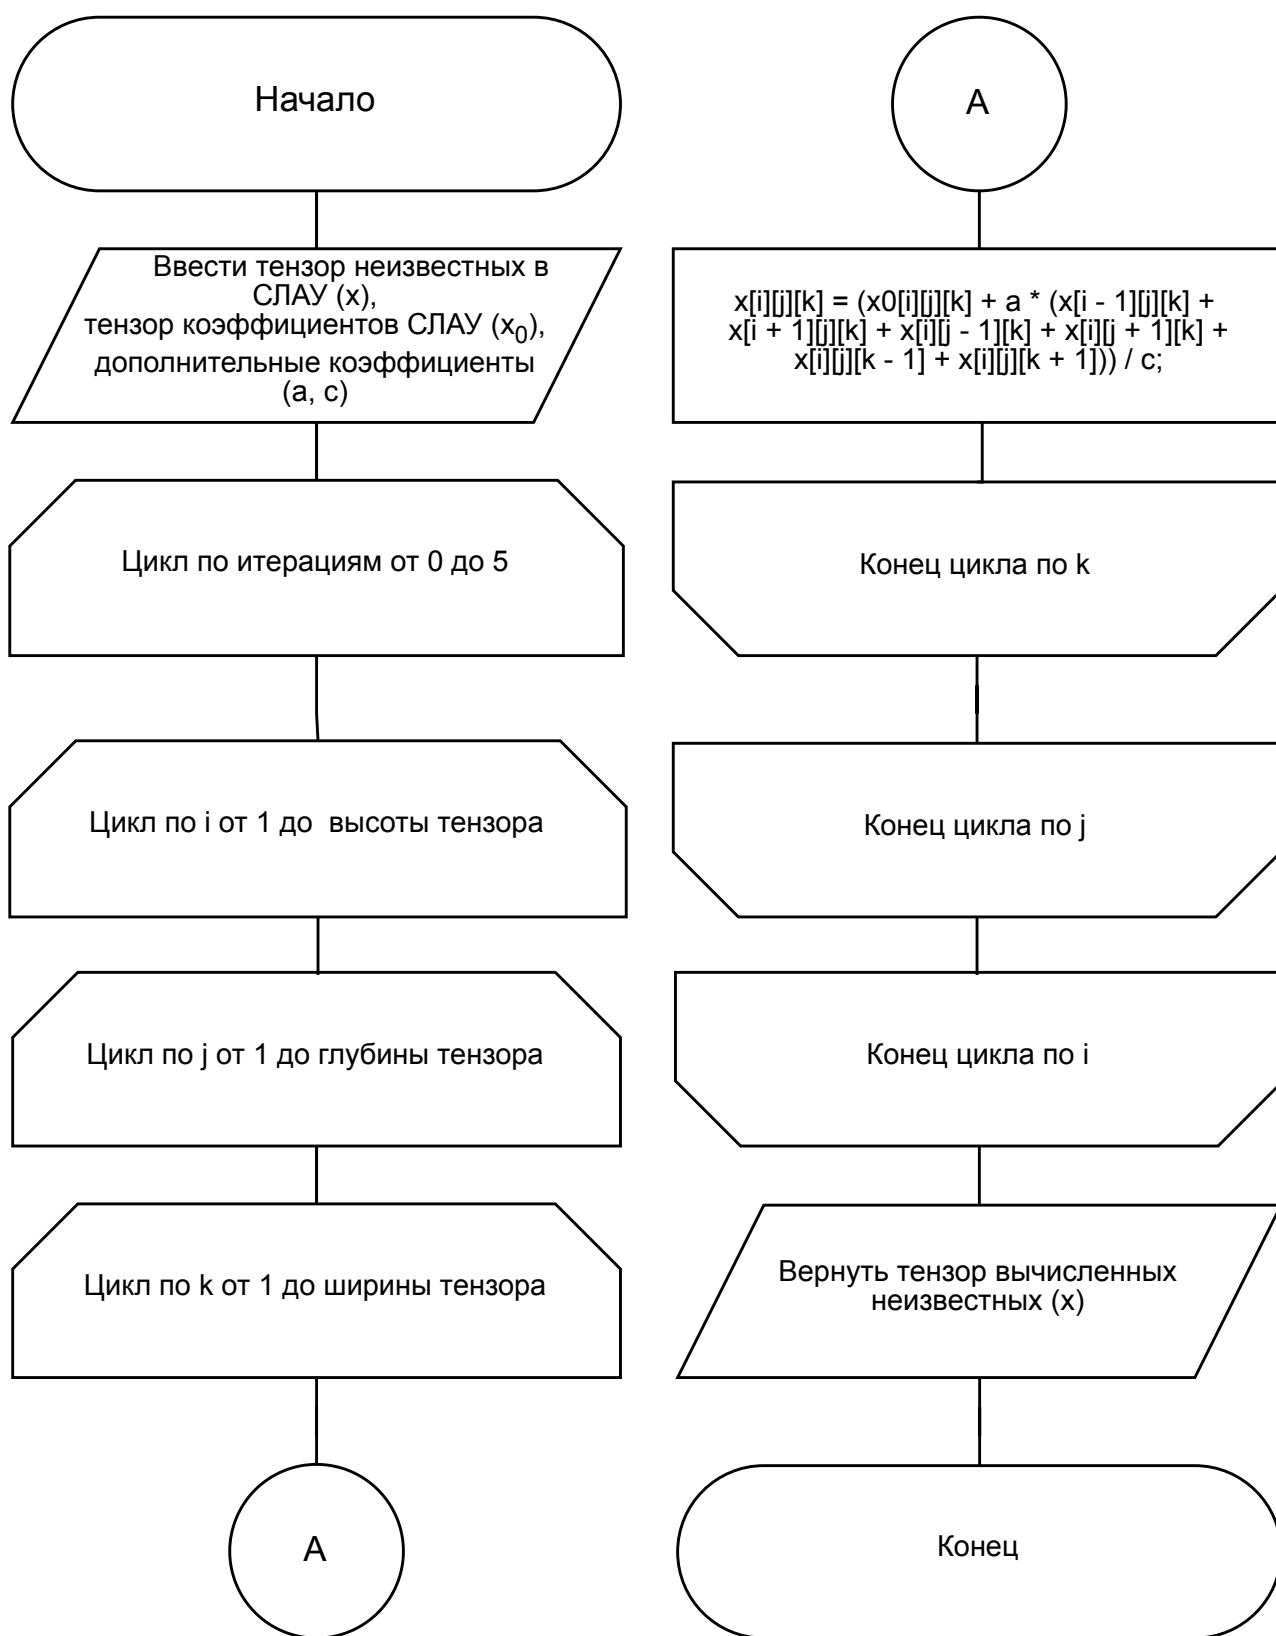 Начало
Ввести тензор неизвестных в
СЛАУ (x),
тензор коэффициентов СЛАУ (x0),
дополнительные коэффициенты
(a, c)
Цикл по итерациям от 0 до 5
Цикл по i от 1 до  высоты тензора
Цикл по j от 1 до глубины тензора
Цикл по k от 1 до ширины тензора
А
А
x[i][j][k] = (x0[i][j][k] + a * (x[i - 1][j][k] +
x[i + 1][j][k] + x[i][j - 1][k] + x[i][j + 1][k] +
x[i][j][k - 1] + x[i][j][k + 1])) / c;
Конец цикла по k
Конец цикла по j
Конец цикла по i
Вернуть тензор вычисленных
неизвестных (x)
Конец